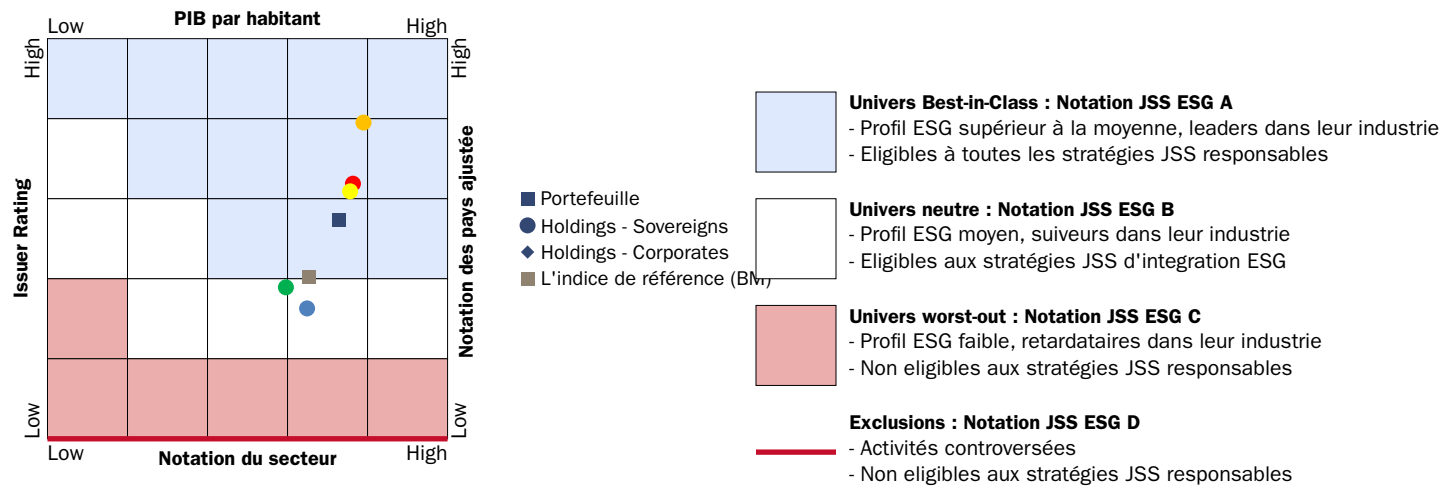 PIB par habitant
Low
High
High
High
Issuer Rating
Notation des pays ajustée
Low
Low
Low
High
Notation du secteur
Portefeuille
Holdings - Sovereigns
Holdings - Corporates
L'indice de référence (BM)
Univers Best-in-Class : Notation JSS ESG A
- Profil ESG supérieur à la moyenne, leaders dans leur industrie
- Eligibles à toutes les stratégies JSS responsables
Univers neutre : Notation JSS ESG B
- Profil ESG moyen, suiveurs dans leur industrie
- Eligibles aux stratégies JSS d'integration ESG
Univers worst-out : Notation JSS ESG C
- Profil ESG faible, retardataires dans leur industrie
- Non eligibles aux stratégies JSS responsables
Exclusions : Notation JSS ESG D
- Activités controversées
- Non eligibles aux stratégies JSS responsables